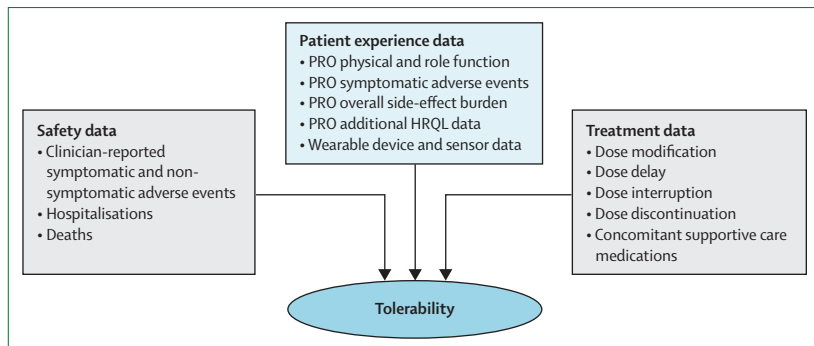 Patient experience data
• PRO physical and role function
• PRO symptomatic adverse events
• PRO overall side-effect burden
• PRO additional HRQL data
• Wearable device and sensor data
Safety data
• Clinician-reported
symptomatic and non-
symptomatic adverse events
• Hospitalisations
• Deaths
Treatment data
• Dose modification
• Dose delay
• Dose interruption
• Dose discontinuation
• Concomitant supportive care
medications
Tolerability